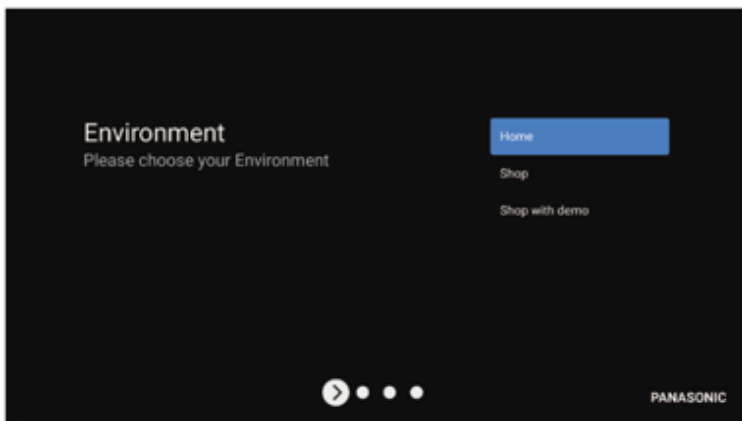 Environment
Please choose your Environment
Home
Shop
Shop with demo
PANASONIC